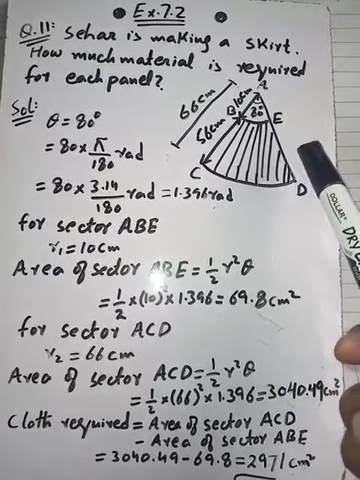 Ex.7.2
Q.11: Sehar is making a skirt.
How much material is required
for each panel?
Sol:
θ = 80°
= 80 × π/180 rad
= 80 × 3.14/180 rad = 1.396 rad
66cm
10cm
56cm
A
80°
B
E
C
D
for sector ABE
r₁ = 10cm
Area of sector ABE = 1/2 r²θ
= 1/2 × (10)² × 1.396 = 69.8 cm²
for sector ACD
r₂ = 66 cm
Area of sector ACD = 1/2 r²θ
= 1/2 × (66)² × 1.396 = 3040.49 cm²
Cloth required = Area of sector ACD
- Area of sector ABE
= 3040.49 - 69.8 = 2971 cm²
DOLLAR
DRY